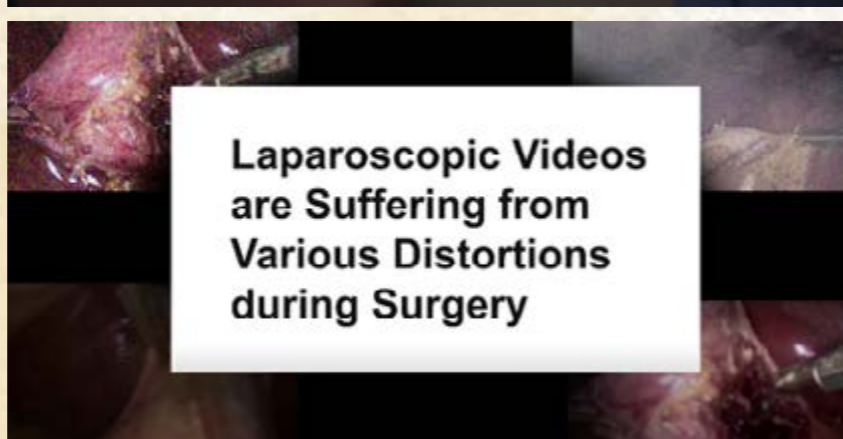 Laparoscopic Videos
are Suffering from
Various Distortions
during Surgery